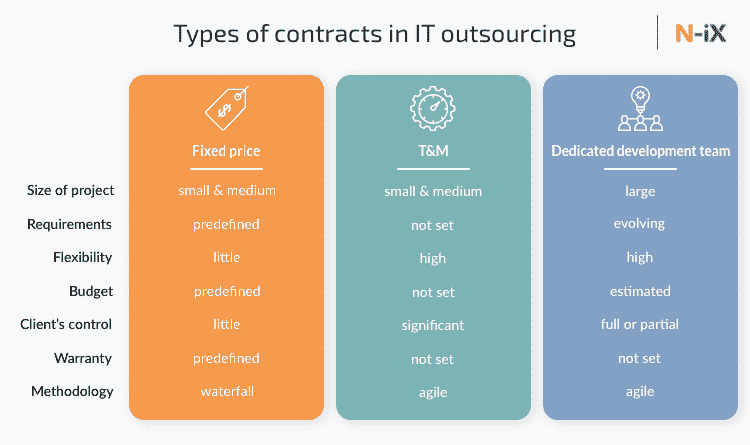 Types of contracts in IT outsourcing
N-iX
Fixed price T&M Dedicated development team
Size of project small & medium small & medium large
Requirements predefined not set evolving
Flexibility little high high
Budget predefined not set estimated
Client's control little significant full or partial
Warranty predefined not set not set
Methodology waterfall agile agile